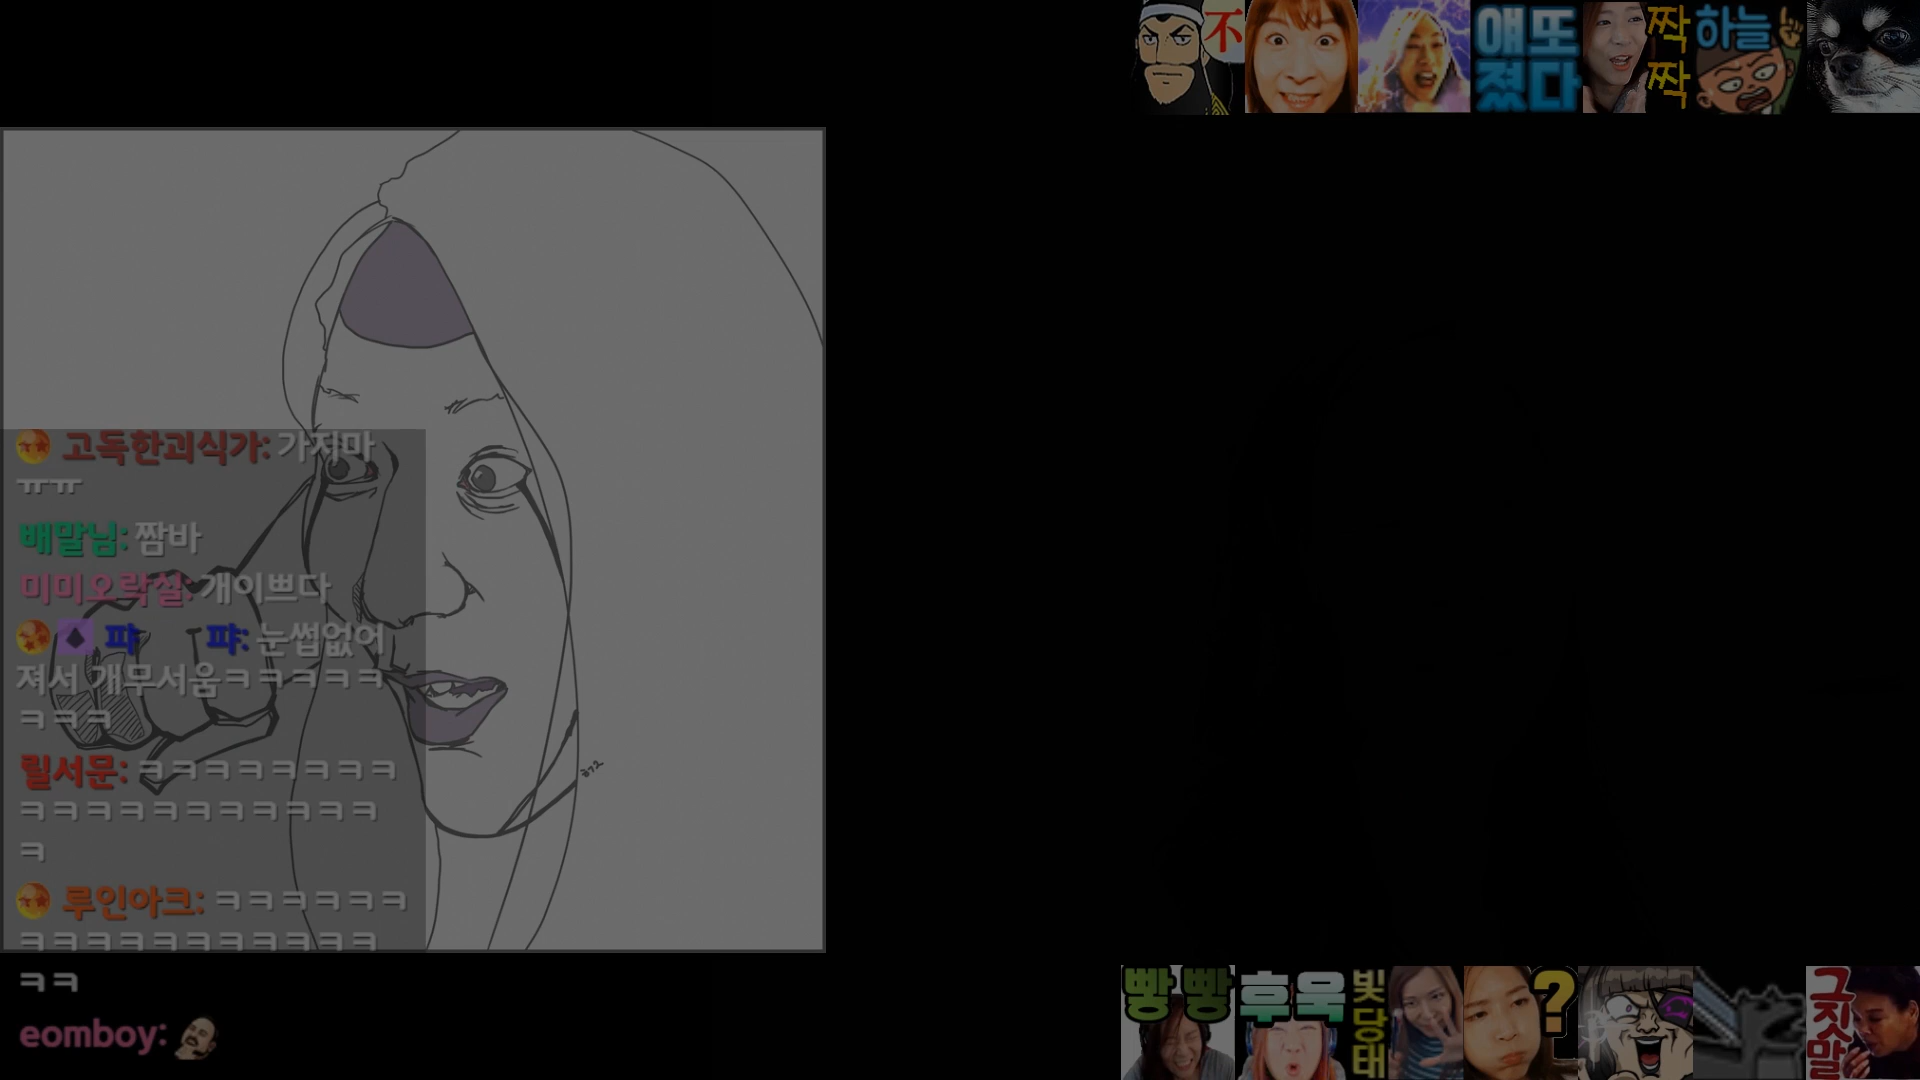 不
얘또
졌다
짝
짝
하늘
고독한괴식가: 가지마
ㅠㅠ
배말님: 짬바
미미오락실: 개이쁘다
퍄 퍄: 눈썹없어
져서 개무서움ㅋㅋㅋㅋㅋ
ㅋㅋㅋ
릴서문: ㅋㅋㅋㅋㅋㅋㅋㅋ
ㅋㅋㅋㅋㅋㅋㅋㅋㅋㅋㅋ
ㅋ
루인아크: ㅋㅋㅋㅋㅋㅋ
ㅋㅋㅋㅋㅋㅋㅋㅋㅋㅋㅋ
ㅋㅋ
eomboy:
빵빵
후욱
빛
당
태
?
그
지
소
말